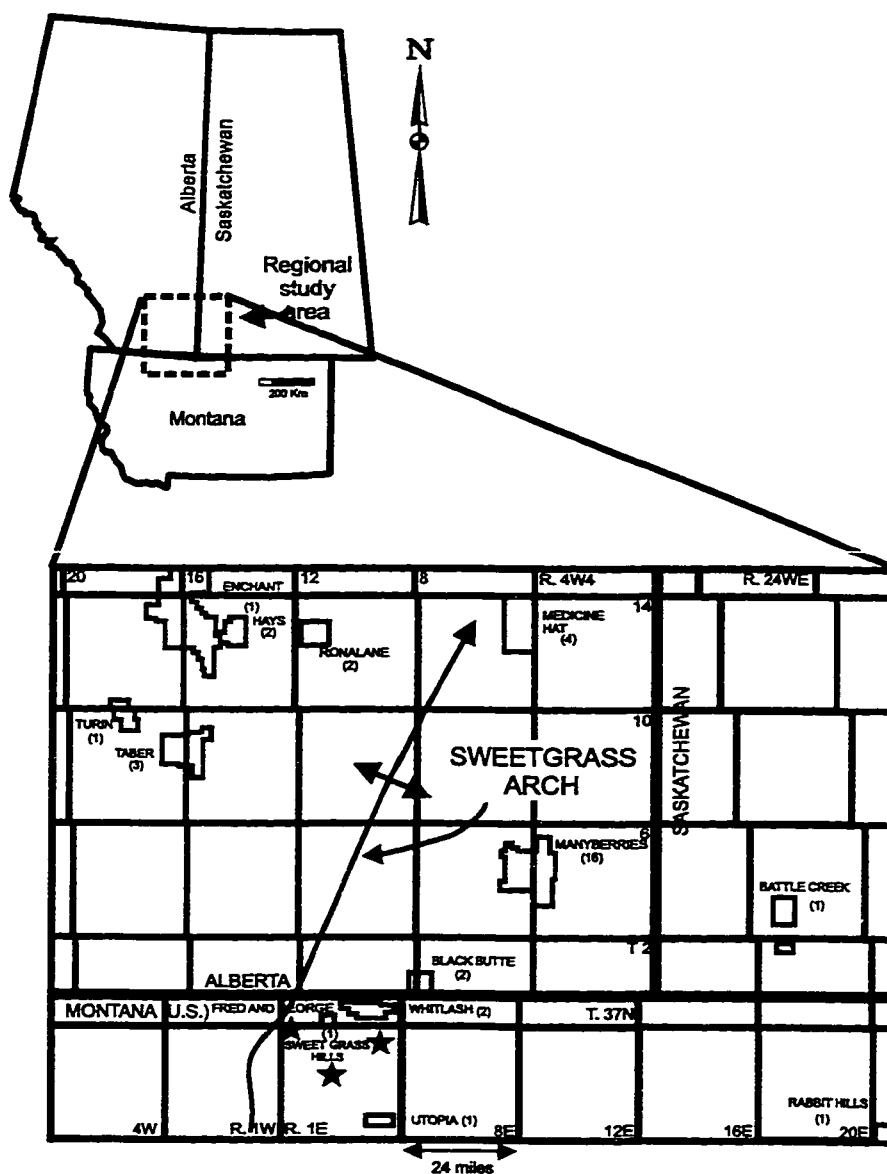 N
Alberta
Saskatchewan
Regional
study
area
200 Km
Montana
20
16
12
8
R. 4W4
R. 24WE
ENCHANT
(1)
HAYS
(2)
RONALANE
(2)
MEDICINE
HAT
(4)
14
TURIN
(1)
TABER
(3)
10
SASKATCHEWAN
SWEETGRASS
ARCH
6
MANYBERRIES
(16)
BATTLE CREEK
(1)
T 2
BLACK BUTTE
(2)
ALBERTA
MONTANA (U.S.)
FRED AND GEORGE
(1)
WHITLASH (2)
T. 37N
SWEET GRASS
HILLS
UTOPIA (1)
RABBIT HILLS
(1)
4W
R. 1W
R. 1E
8E
12E
16E
20E
24 miles